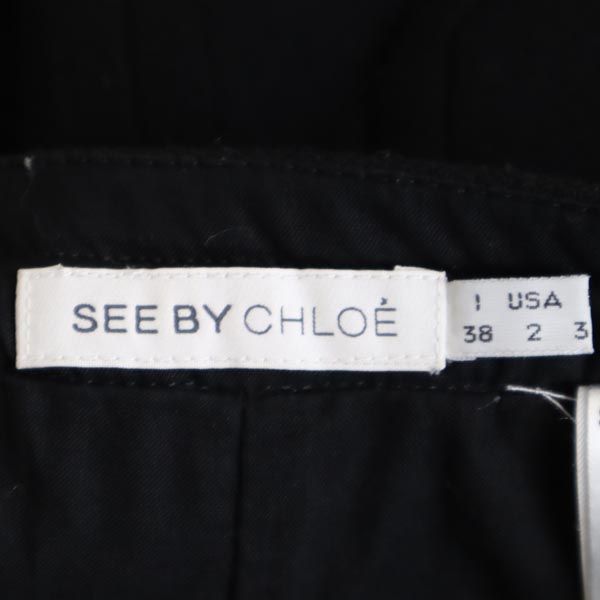 SEE BY CHLOÉ
I USA
38 2 3